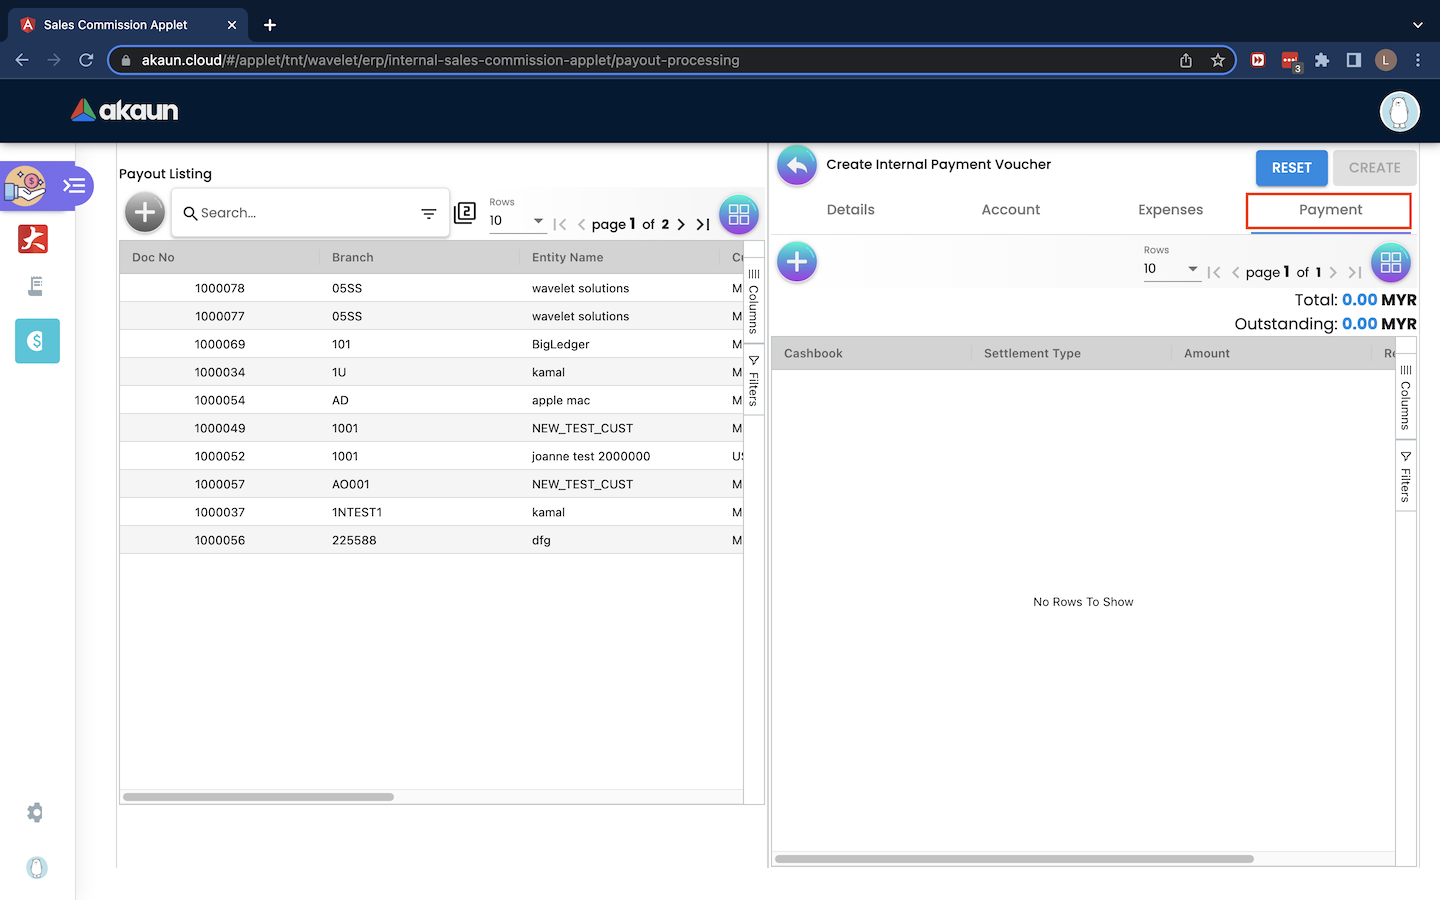 Sales Commission Applet
akaun.cloud/#/applet/tnt/wavelet/erp/internal-sales-commission-applet/payout-processing
3
L
akaun
Payout Listing
Search...
2
Rows
10
page 1 of 2
Doc No Branch Entity Name Cu
1000078 05SS wavelet solutions M
1000077 05SS wavelet solutions M
1000069 101 BigLedger M
1000034 1U kamal M
1000054 AD apple mac M
1000049 1001 NEW_TEST_CUST M
1000052 1001 joanne test 2000000 US
1000057 AO001 NEW_TEST_CUST M
1000037 1NTEST1 kamal M
1000056 225588 dfg M
Columns
Filters
Create Internal Payment Voucher
RESET
CREATE
Details Account Expenses Payment
Rows
10
page 1 of 1
Total: 0.00 MYR
Outstanding: 0.00 MYR
Cashbook Settlement Type Amount Re
No Rows To Show
Columns
Filters